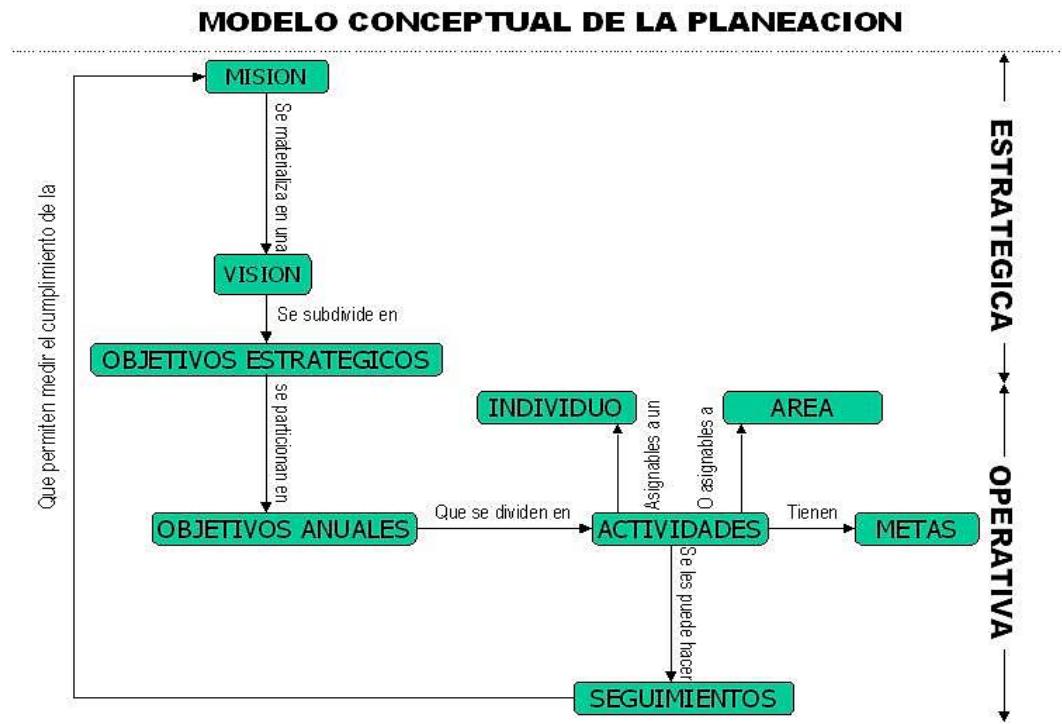 MODELO CONCEPTUAL DE LA PLANEACION
MISION
Se materializa en una
VISION
Se subdivide en
OBJETIVOS ESTRATEGICOS
se particionan en
OBJETIVOS ANUALES
Que se dividen en
ACTIVIDADES
Asignables a un
INDIVIDUO
O asignables a
AREA
Tienen
METAS
Se les puede hacer
SEGUIMIENTOS
Que permiten medir el cumplimiento de la
ESTRATEGICA
OPERATIVA